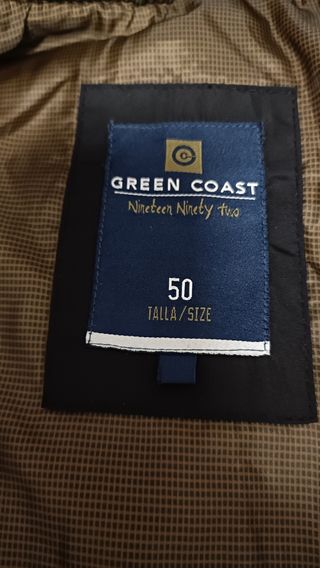 GREEN COAST
Nineteen Ninety two
50
TALLA/SIZE